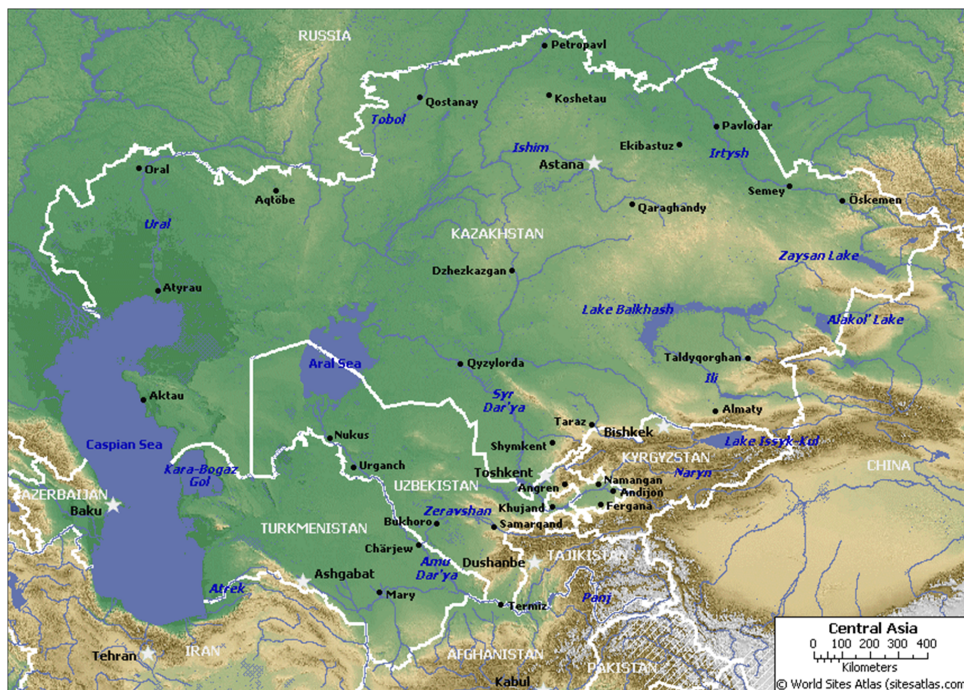 RUSSIA
Petropavl
Qostanay
Koshetau
Tobol
Pavlodar
Ishim
Ekibastuz
Irtysh
Astana
Oral
Semey
Aqtöbe
Öskemen
Qaraghandy
Ural
KAZAKHSTAN
Zaysan Lake
Dzhezkazgan
Atyrau
Lake Balkhash
Alakol' Lake
Aral Sea
Qyzylorda
Taldyqorghan
Ili
Syr
Dar'ya
Aktau
Almaty
Taraz
Bishkek
Nukus
Caspian Sea
Shymkent
Lake Issyk-Kul
KYRGYZSTAN
Kara-Bogaz
Gol
Urganch
Toshkent
Naryn
CHINA
UZBEKISTAN
Angren
Namangan
Andijon
AZERBAIJAN
Baku
Khujand
Fergana
Zeravshan
TURKMENISTAN
Bukhoro
Samarqand
Chärjew
TAJIKISTAN
Dushanbe
Amu
Dar'ya
Atrek
Ashgabat
Mary
Termiz
Panj
Tehran
IRAN
AFGHANISTAN
PAKISTAN
Kabul
Central Asia
0 100 200 300 400
Kilometers
© World Sites Atlas (sitesatlas.com